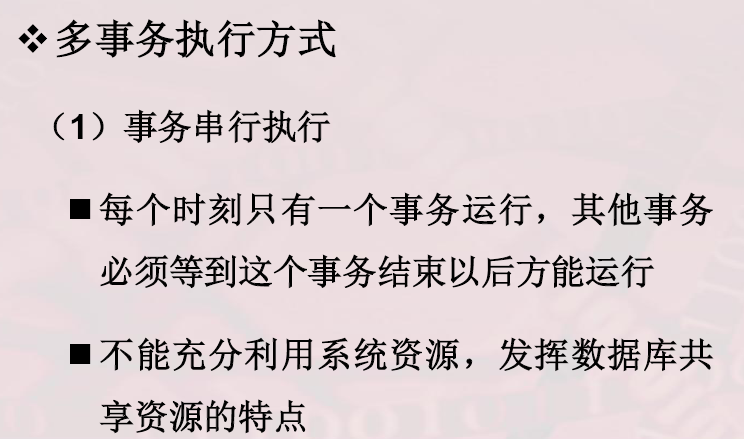 ❖多事务执行方式
（1）事务串行执行
■每个时刻只有一个事务运行，其他事务
必须等到这个事务结束以后方能运行
■不能充分利用系统资源，发挥数据库共
享资源的特点